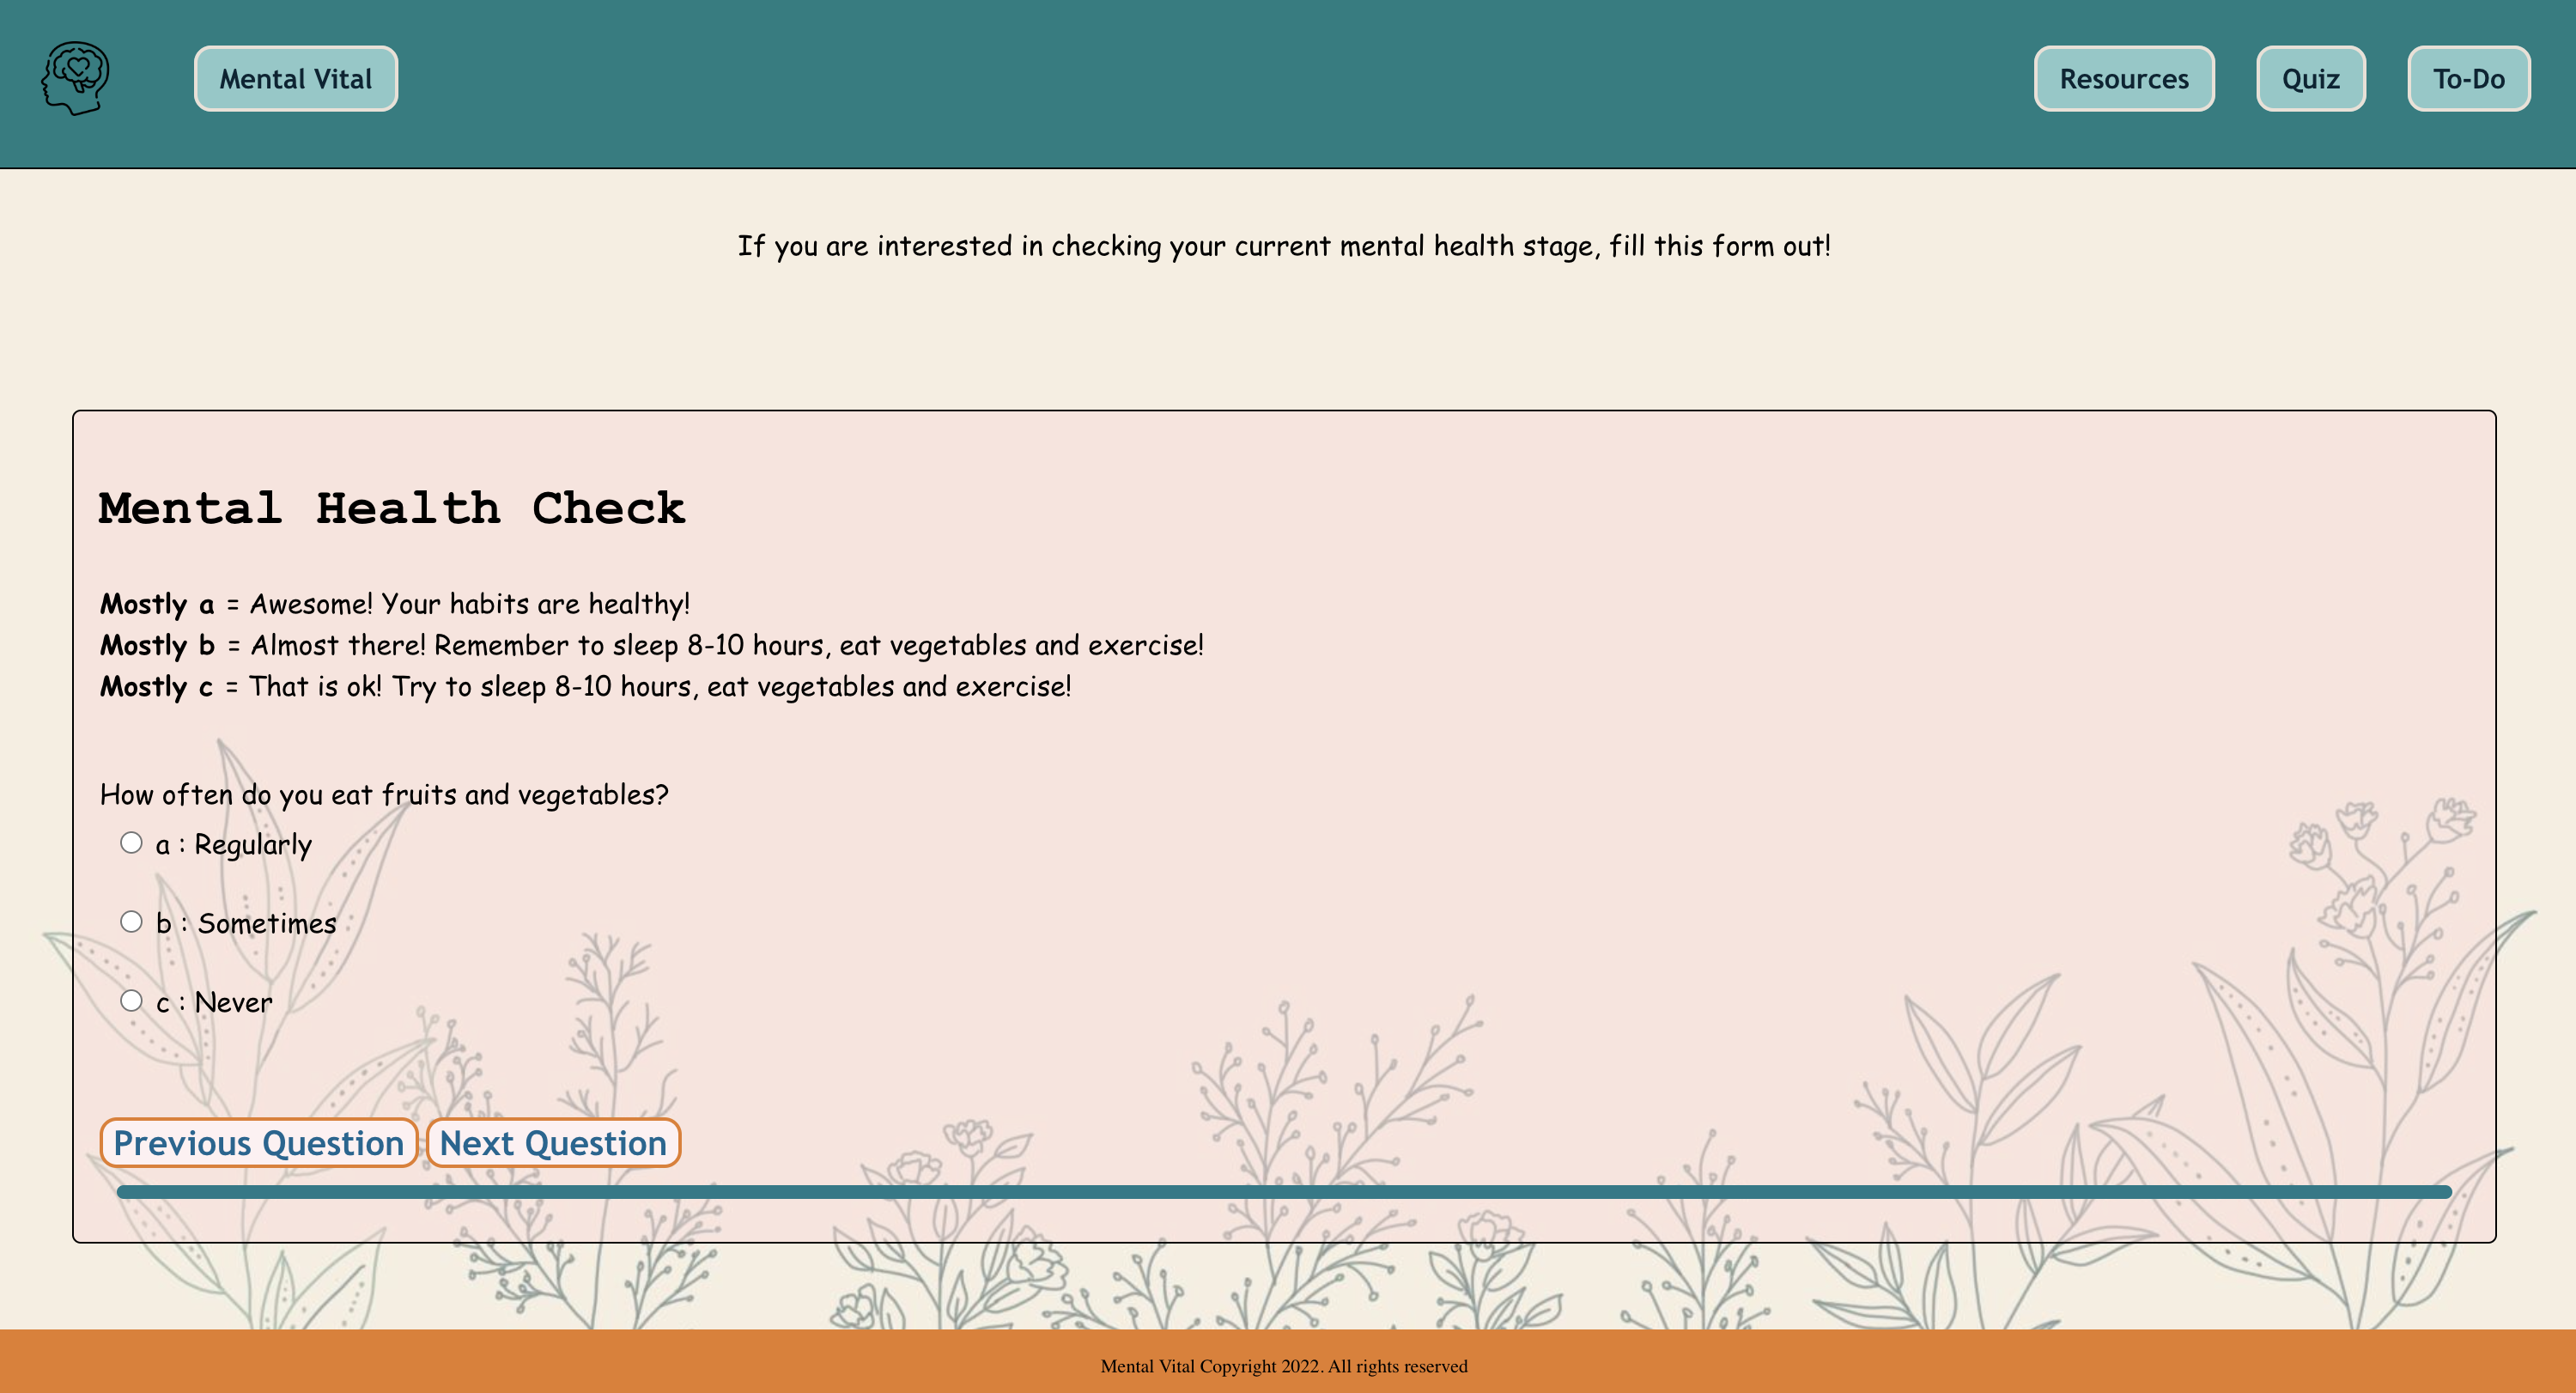 Mental Vital
Resources
Quiz
To-Do
If you are interested in checking your current mental health stage, fill this form out!
Mental Health Check
Mostly a = Awesome! Your habits are healthy!
Mostly b = Almost there! Remember to sleep 8-10 hours, eat vegetables and exercise!
Mostly c = That is ok! Try to sleep 8-10 hours, eat vegetables and exercise!
How often do you eat fruits and vegetables?
a : Regularly
b : Sometimes
c : Never
Previous Question
Next Question
Mental Vital Copyright 2022. All rights reserved